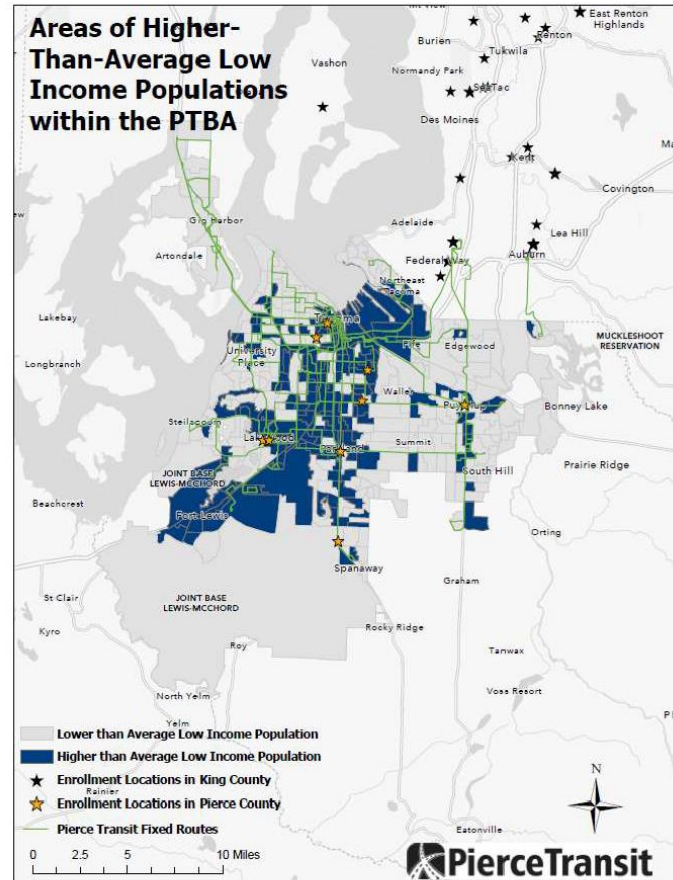 Areas of Higher-
Than-Average Low
Income Populations
within the PTBA
East Renton
Highlands
Renton
Burien
Tukwila
Vashon
Normandy Park
SeaTac
Des Moines
Kent
Covington
Adelaide
Lea Hill
Gig Harbor
Auburn
Federal Way
Artondale
Northeast
Tacoma
Lakebay
Tacoma
Fife
Edgewood
MUCKLESHOOT
RESERVATION
University
Place
Longbranch
Waller
Puyallup
Bonney Lake
Steilacoom
Lakewood
Parkland
Summit
South Hill
Prairie Ridge
JOINT BASE
LEWIS-MCCHORD
Beachcrest
Fort Lewis
Orting
Spanaway
Graham
St Clair
JOINT BASE
LEWIS-MCCHORD
Rocky Ridge
Kyro
Roy
Tanwax
North Yelm
Voss Resort
Yelm
Lower than Average Low Income Population
Higher than Average Low Income Population
Enrollment Locations in King County
Rainier
Enrollment Locations in Pierce County
N
Pierce Transit Fixed Routes
Eatonville
0 2.5 5 10 Miles
PierceTransit